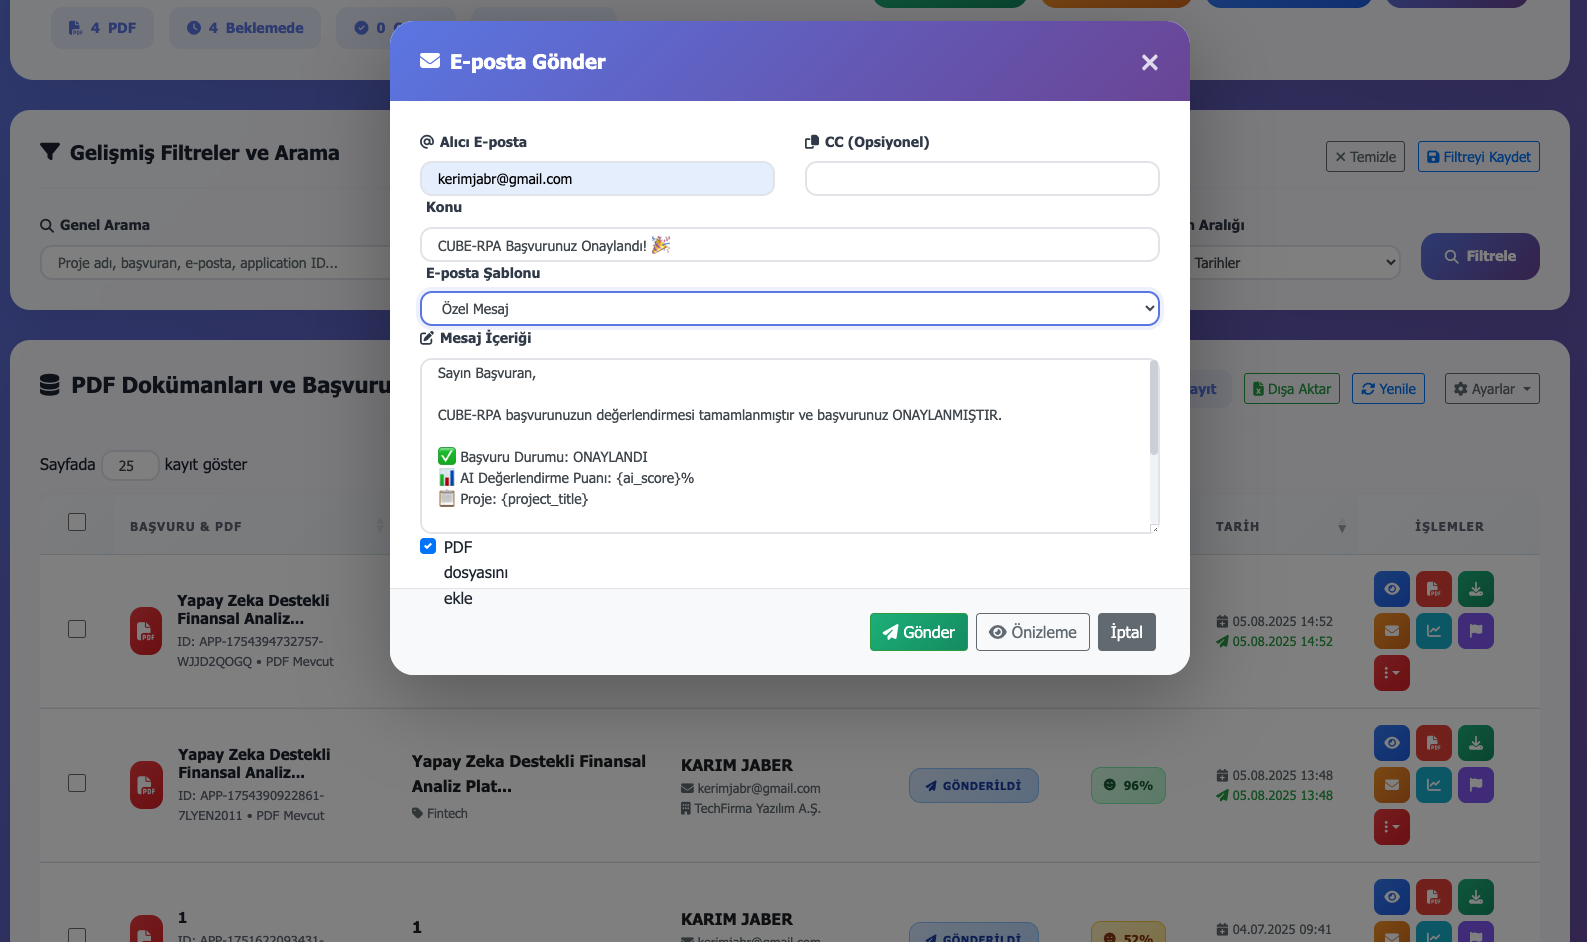 4 PDF
4 Beklemede
0
E-posta Gönder
Alıcı E-posta
CC (Opsiyonel)
kerimjabr@gmail.com
Konu
CUBE-RPA Başvurunuz Onaylandı! 🎉
E-posta Şablonu
Özel Mesaj
Mesaj İçeriği
Sayın Başvuran,
CUBE-RPA başvurunuzun değerlendirmesi tamamlanmıştır ve başvurunuz ONAYLANMIŞTIR.
✅ Başvuru Durumu: ONAYLANDI
📊 AI Değerlendirme Puanı: {ai_score}%
📋 Proje: {project_title}
PDF
dosyasını
ekle
Gönder
Önizleme
İptal
Gelişmiş Filtreler ve Arama
Temizle
Filtreyi Kaydet
Genel Arama
Aralığı
Proje adı, başvuran, e-posta, application ID...
Tarihler
Filtrele
PDF Dokümanları ve Başvuru
Dışa Aktar
Yenile
Ayarlar
Sayfada 25 kayıt göster
BAŞVURU & PDF
TARİH
İŞLEMLER
Yapay Zeka Destekli
Finansal Analiz...
ID: APP-1754394732757-
WJJD2QOGQ • PDF Mevcut
05.08.2025 14:52
05.08.2025 14:52
Yapay Zeka Destekli
Finansal Analiz...
ID: APP-1754390922861-
7LYEN2011 • PDF Mevcut
Yapay Zeka Destekli Finansal
Analiz Plat...
Fintech
KARIM JABER
kerimjabr@gmail.com
TechFirma Yazılım A.Ş.
GÖNDERİLDİ
96%
05.08.2025 13:48
05.08.2025 13:48
1
ID: APP-1751622093431-
1
KARIM JABER
kerimjabr@gmail.com
GÖNDERİLDİ
52%
04.07.2025 09:41